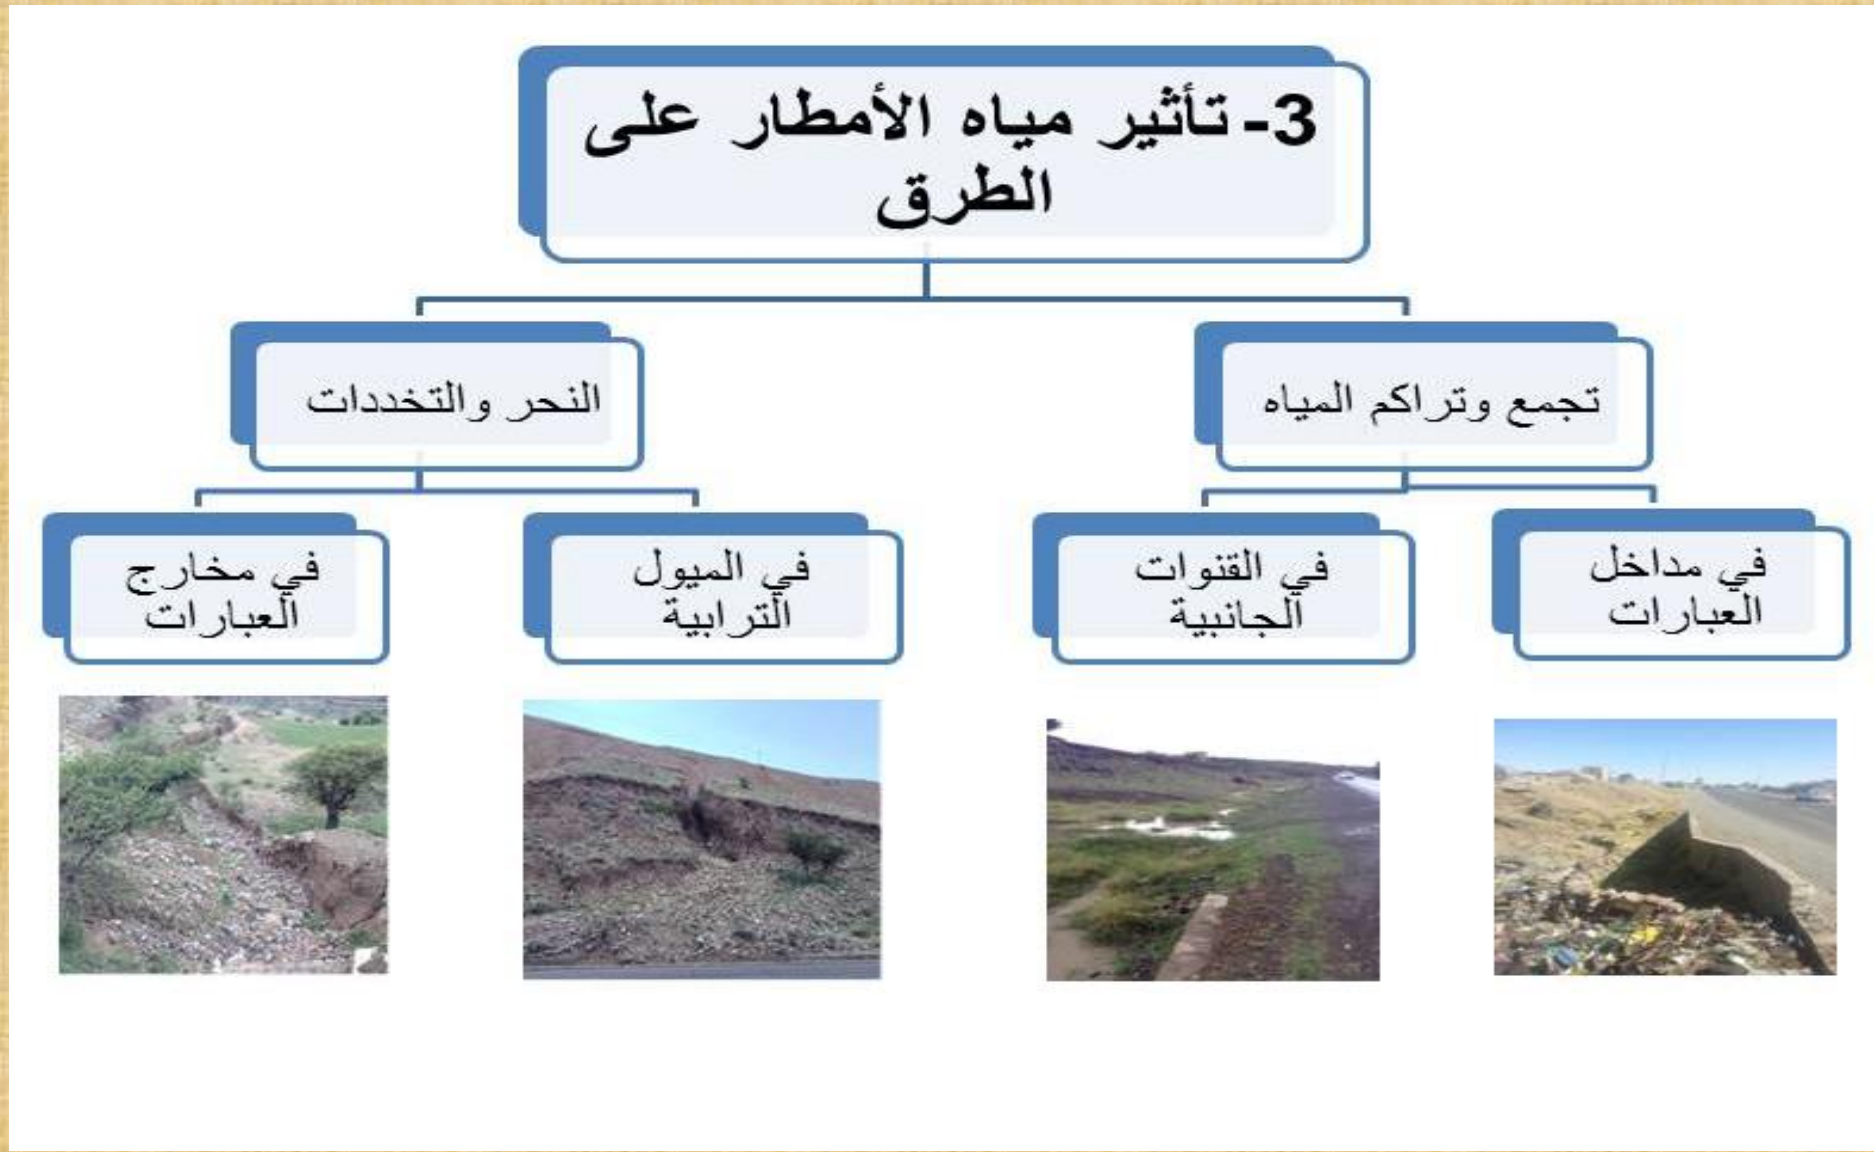 3- تأثير مياه الأمطار على
الطرق
تجمع وتراكم المياه
النحر والتخددات
في مداخل
العبارات
في القنوات
الجانبية
في الميول
الترابية
في مخارج
العبارات